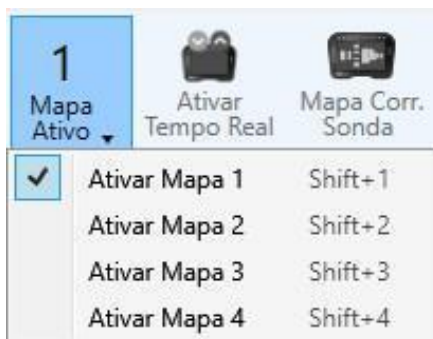 1
Mapa
Ativo
Ativar
Tempo Real
Mapa Corr.
Sonda
Ativar Mapa 1 Shift+1
Ativar Mapa 2 Shift+2
Ativar Mapa 3 Shift+3
Ativar Mapa 4 Shift+4